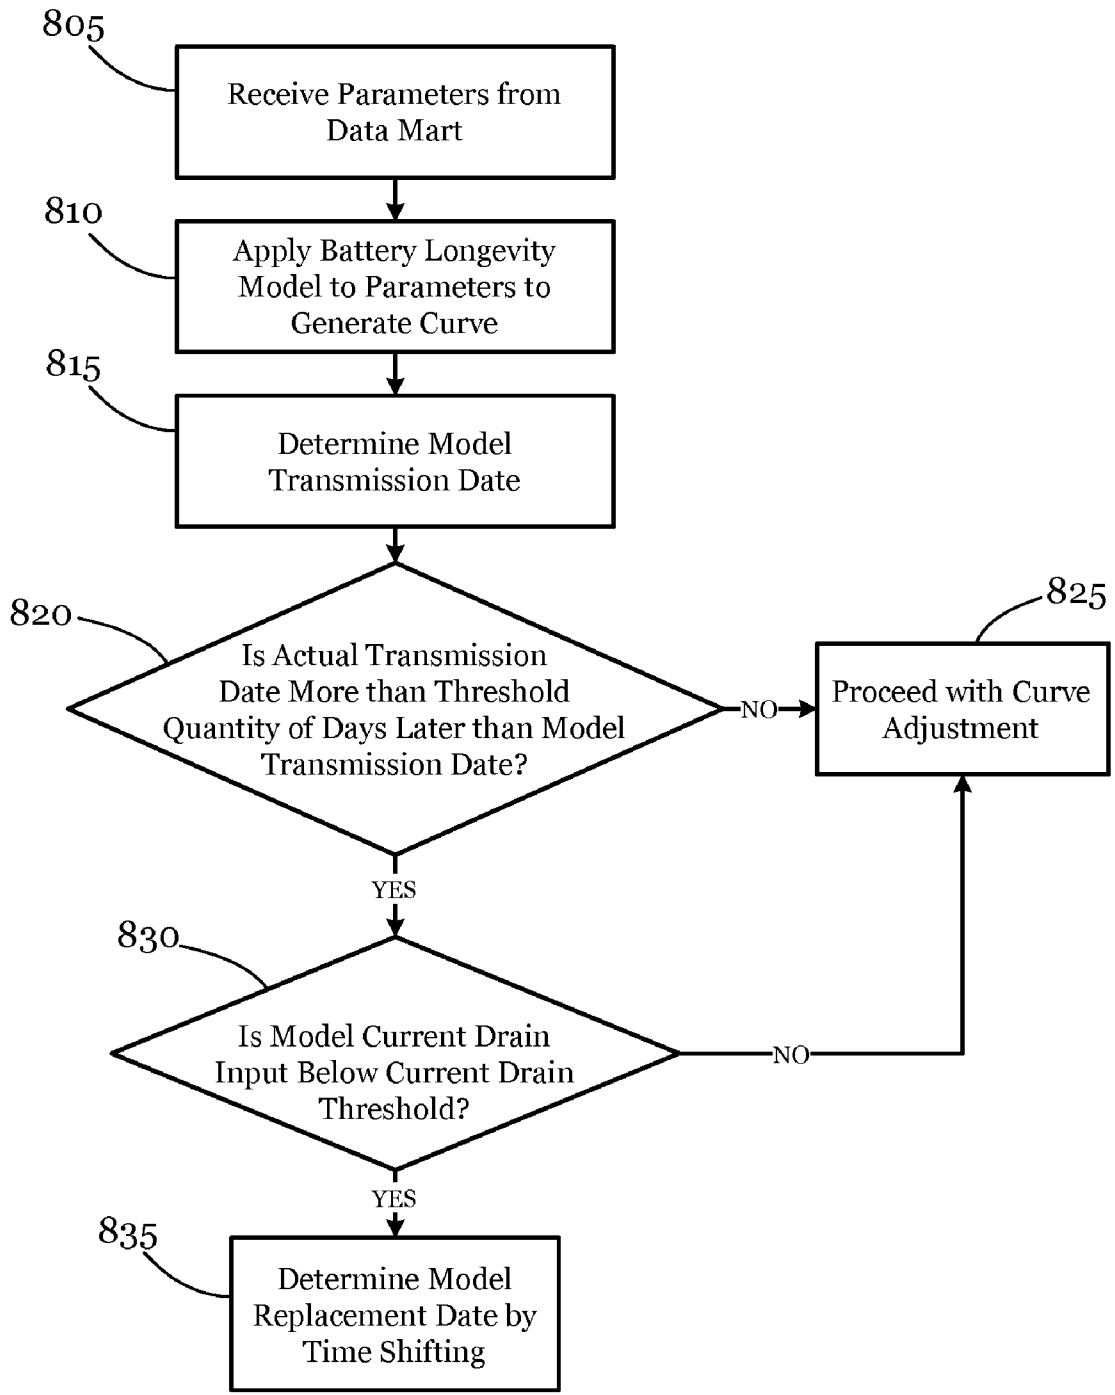 805
Receive Parameters from
Data Mart
810
Apply Battery Longevity
Model to Parameters to
Generate Curve
815
Determine Model
Transmission Date
820
Is Actual Transmission
Date More than Threshold
Quantity of Days Later than Model
Transmission Date?
NO
825
Proceed with Curve
Adjustment
YES
830
Is Model Current Drain
Input Below Current Drain
Threshold?
NO
YES
835
Determine Model
Replacement Date by
Time Shifting